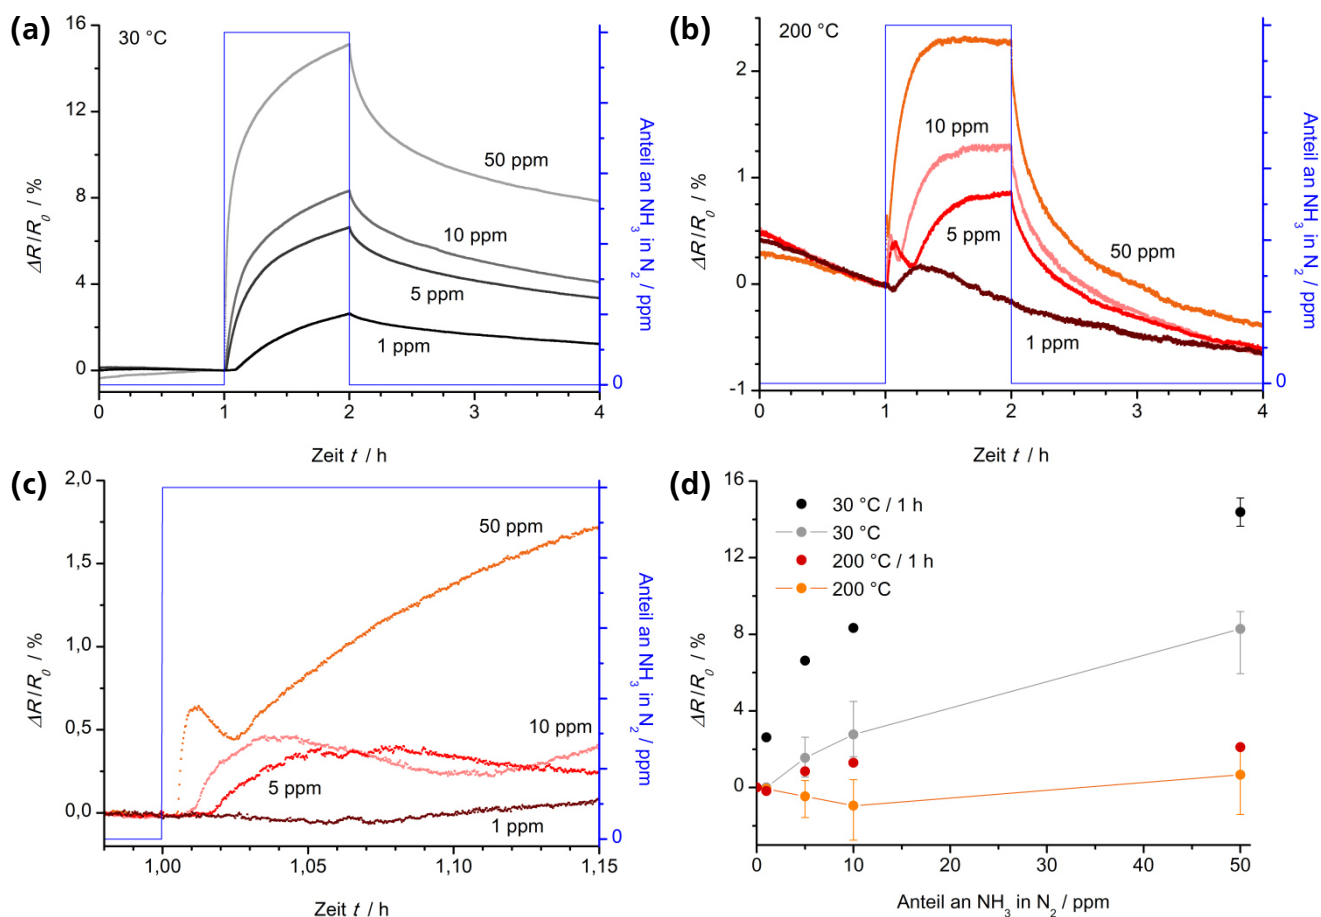 (a)
30 °C
16
12
8
4
0
ΔR/R₀ / %
50 ppm
10 ppm
5 ppm
1 ppm
0
Anteil an NH₃ in N₂ / ppm
0 1 2 3 4
Zeit t / h
(b)
200 °C
2
1
0
-1
ΔR/R₀ / %
10 ppm
5 ppm
50 ppm
1 ppm
0
Anteil an NH₃ in N₂ / ppm
0 1 2 3 4
Zeit t / h
(c)
2,0
1,5
1,0
0,5
0,0
ΔR/R₀ / %
50 ppm
10 ppm
5 ppm
1 ppm
0
Anteil an NH₃ in N₂ / ppm
1,00 1,05 1,10 1,15
Zeit t / h
(d)
16
12
8
4
0
ΔR/R₀ / %
30 °C / 1 h
30 °C
200 °C / 1 h
200 °C
0 10 20 30 40 50
Anteil an NH₃ in N₂ / ppm